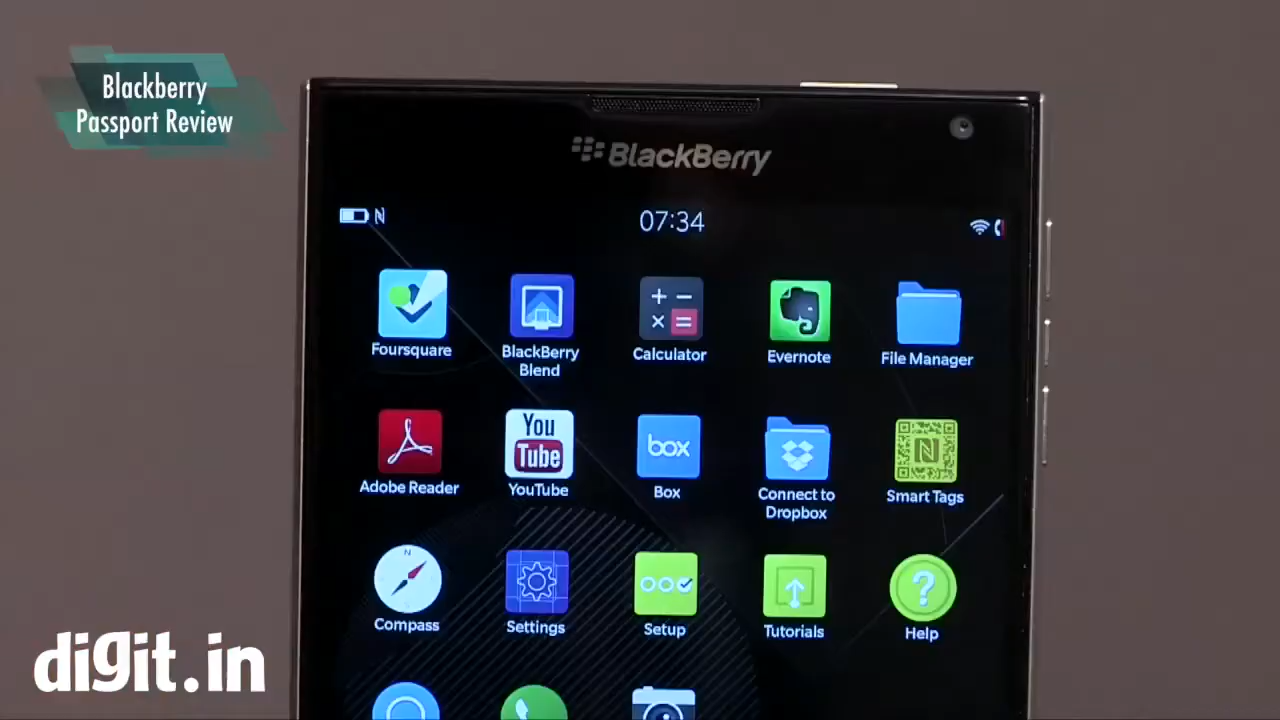 Blackberry
Passport Review
BlackBerry
07:34
Foursquare
BlackBerry
Blend
Calculator
Evernote
File Manager
You
Tube
box
Adobe Reader
YouTube
Box
Connect to
Dropbox
Smart Tags
N
Compass
Settings
Setup
Tutorials
Help
digit.in